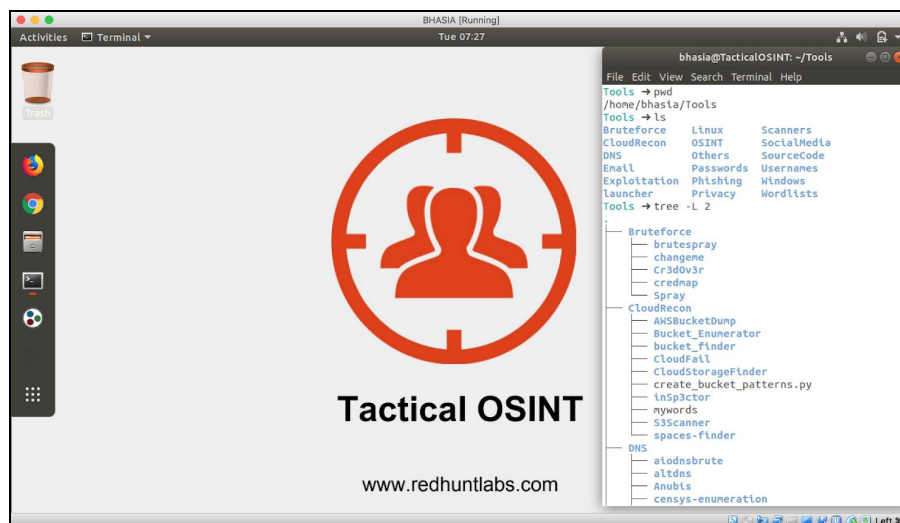 BHASIA [Running]
Activities Terminal Tue 07:27
Trash
bhasia@TacticalOSINT: ~/Tools
File Edit View Search Terminal Help
Tools ➜ pwd
/home/bhasia/Tools
Tools ➜ ls
Bruteforce Linux Scanners
CloudRecon OSINT SocialMedia
DNS Others SourceCode
Email Passwords Usernames
Exploitation Phishing Windows
launcher Privacy Wordlists
Tools ➜ tree -L 2
.
├── Bruteforce
│   ├── brutespray
│   ├── changeme
│   ├── Cr3dOv3r
│   ├── credmap
│   └── Spray
├── CloudRecon
│   ├── AWSBucketDump
│   ├── Bucket_Enumerator
│   ├── bucket_finder
│   ├── CloudFail
│   ├── CloudStorageFinder
│   ├── create_bucket_patterns.py
│   ├── inSp3ctor
│   ├── mywords
│   ├── S3Scanner
│   └── spaces-finder
├── DNS
│   ├── aiodnsbrute
│   ├── altdns
│   ├── Anubis
│   ├── censys-enumeration
Tactical OSINT
www.redhuntlabs.com
Left ⌘